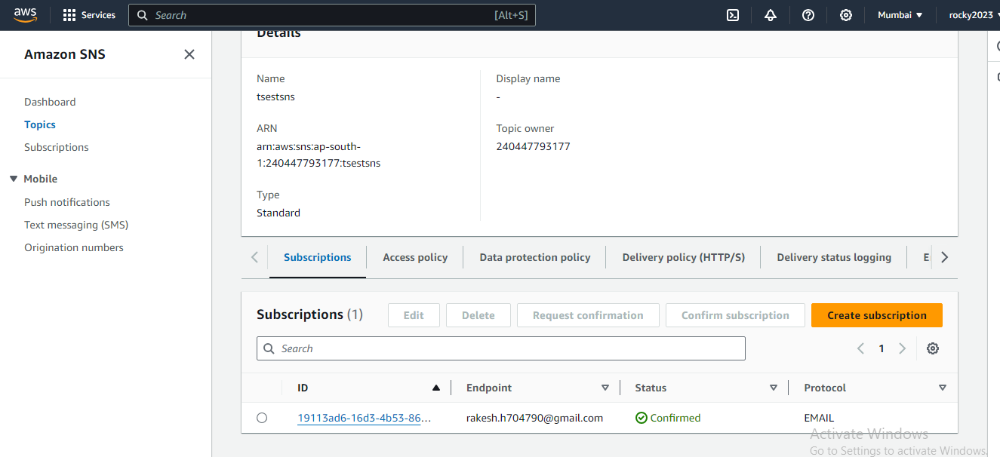 aws
Services
Search
[Alt+S]
Mumbai
rocky2023
Amazon SNS
Dashboard
Topics
Subscriptions
Mobile
Push notifications
Text messaging (SMS)
Origination numbers
Details
Name
tsestsns
ARN
arn:aws:sns:ap-south-
1:240447793177:tsestsns
Type
Standard
Display name
-
Topic owner
240447793177
Subscriptions
Access policy
Data protection policy
Delivery policy (HTTP/S)
Delivery status logging
Subscriptions (1)
Edit
Delete
Request confirmation
Confirm subscription
Create subscription
Search
1
ID
Endpoint
Status
Protocol
19113ad6-16d3-4b53-86...
rakesh.h704790@gmail.com
Confirmed
EMAIL
Activate Windows
Go to Settings to activate Windows.